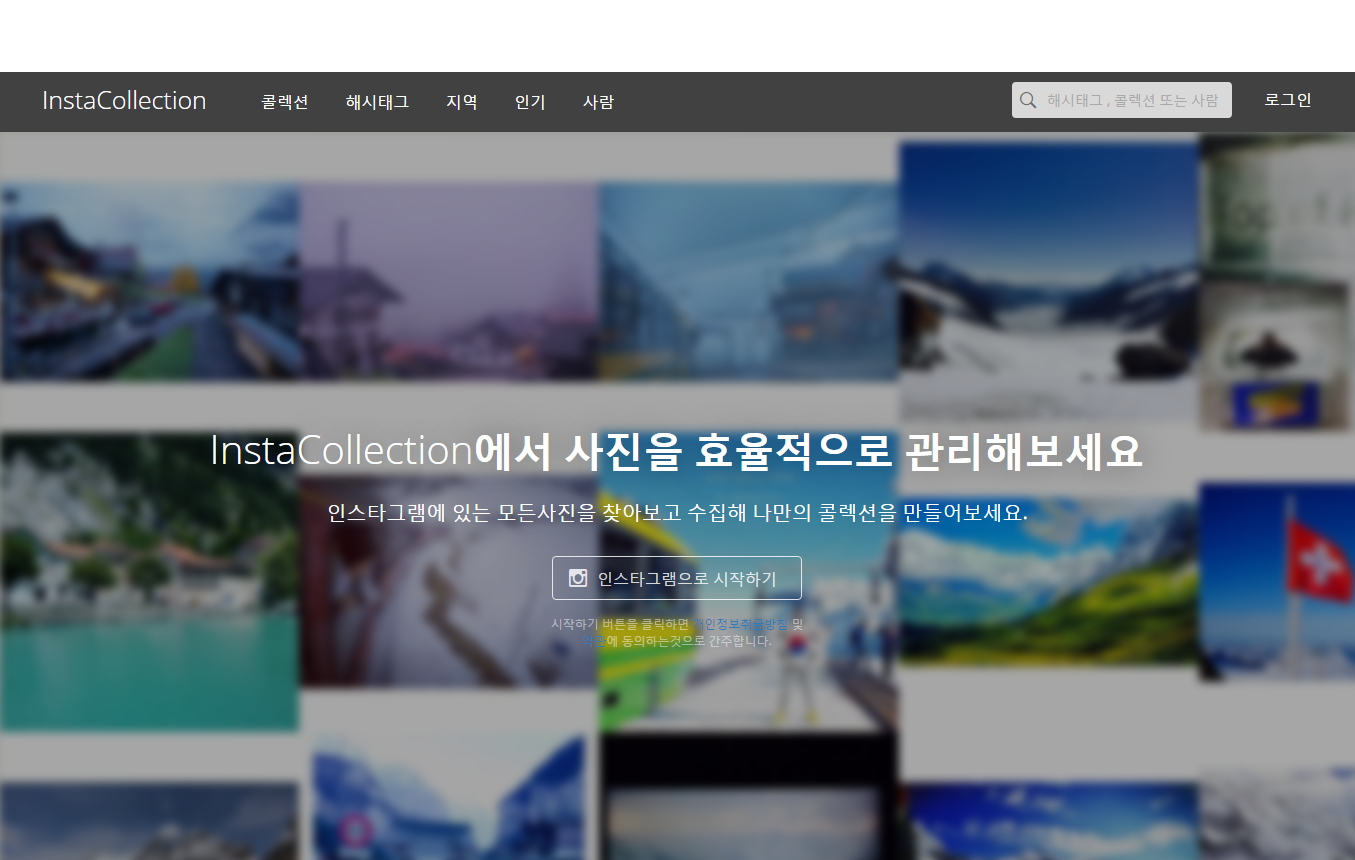 InstaCollection 콜렉션 해시태그 지역 인기 사람 해시태그 , 콜렉션 또는 사람 로그인
InstaCollection에서 사진을 효율적으로 관리해보세요
인스타그램에 있는 모든사진을 찾아보고 수집해 나만의 콜렉션을 만들어보세요.
인스타그램으로 시작하기
시작하기 버튼을 클릭하면 개인정보취급방침 및
약관에 동의하는것으로 간주합니다.